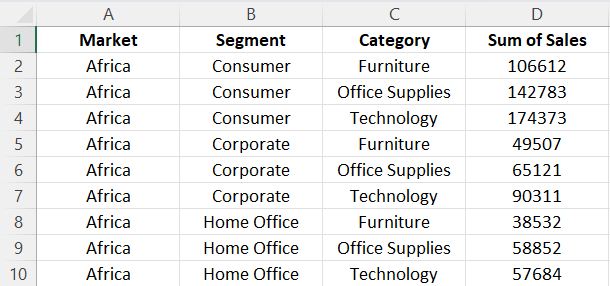 A B C D
1 Market Segment Category Sum of Sales
2 Africa Consumer Furniture 106612
3 Africa Consumer Office Supplies 142783
4 Africa Consumer Technology 174373
5 Africa Corporate Furniture 49507
6 Africa Corporate Office Supplies 65121
7 Africa Corporate Technology 90311
8 Africa Home Office Furniture 38532
9 Africa Home Office Office Supplies 58852
10 Africa Home Office Technology 57684